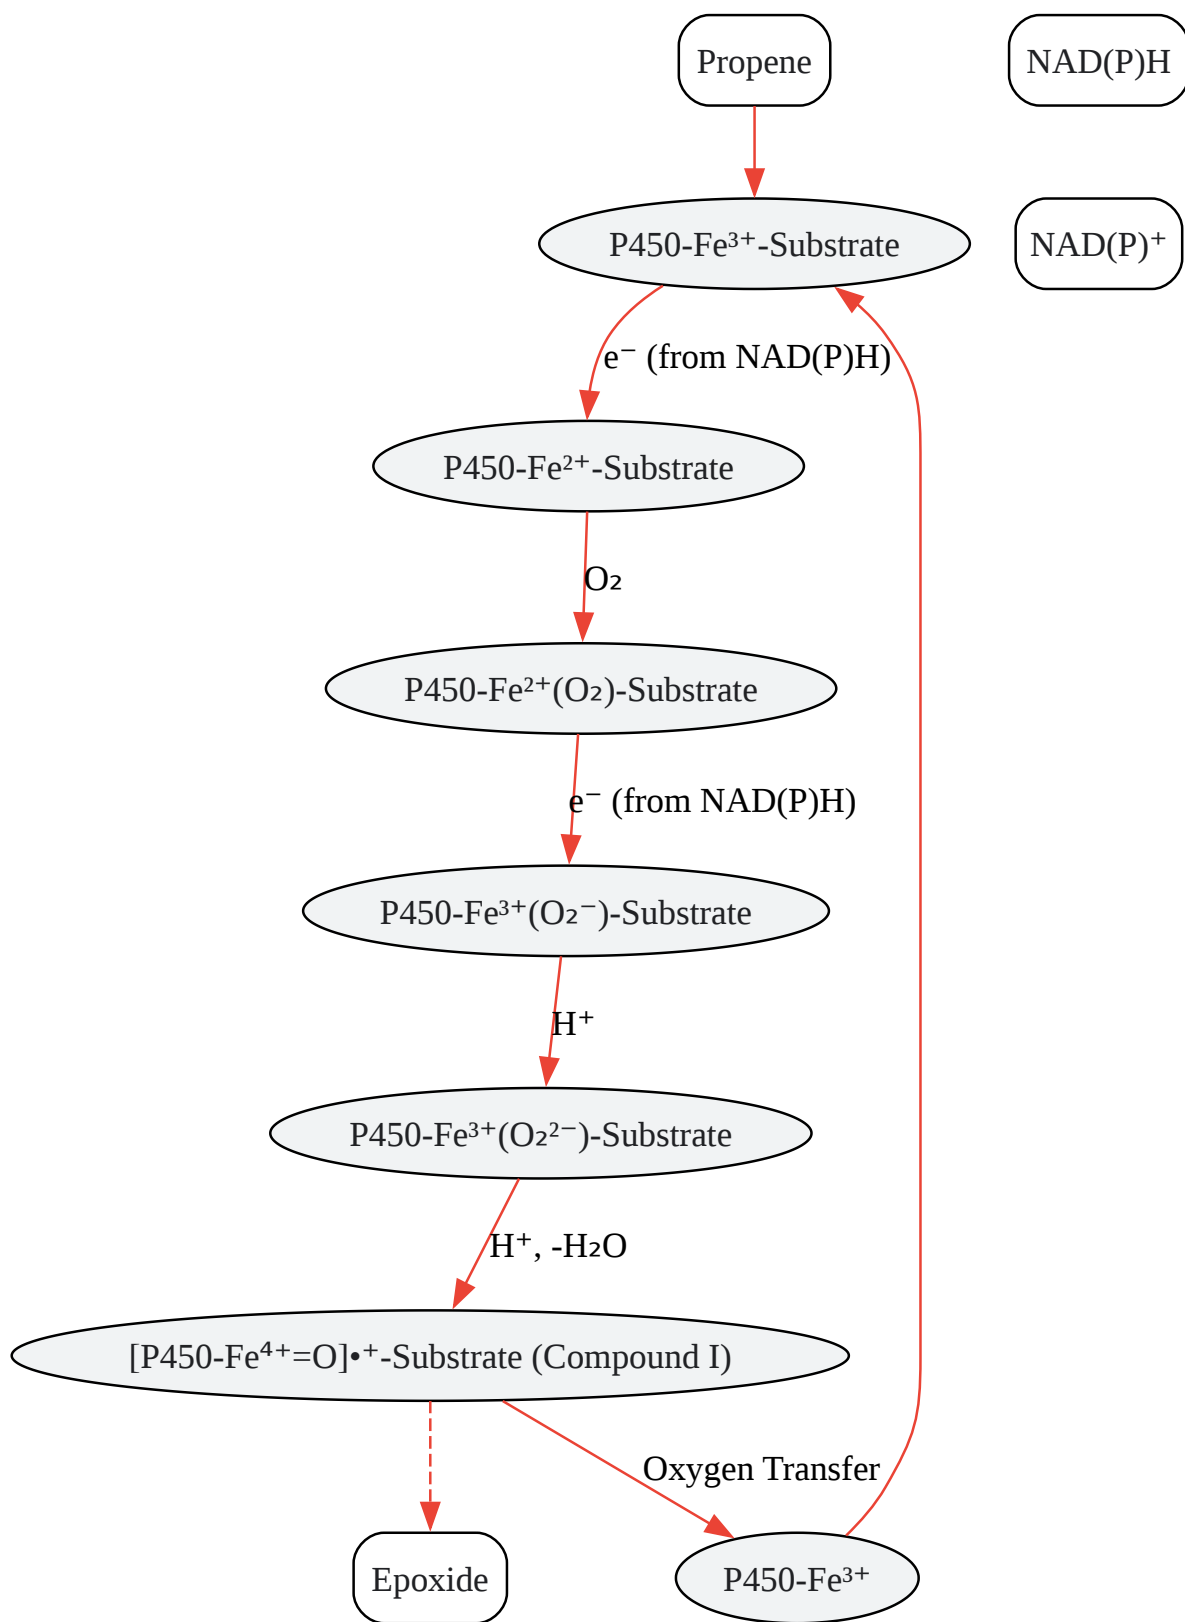 Propene
NAD(P)H
P450-Fe³⁺-Substrate
NAD(P)⁺
e⁻ (from NAD(P)H)
P450-Fe²⁺-Substrate
O₂
P450-Fe²⁺(O₂)-Substrate
e⁻ (from NAD(P)H)
P450-Fe³⁺(O₂⁻)-Substrate
H⁺
P450-Fe³⁺(O₂²⁻)-Substrate
H⁺, -H₂O
[P450-Fe⁴⁺=O]•⁺-Substrate (Compound I)
Oxygen Transfer
Epoxide
P450-Fe³⁺